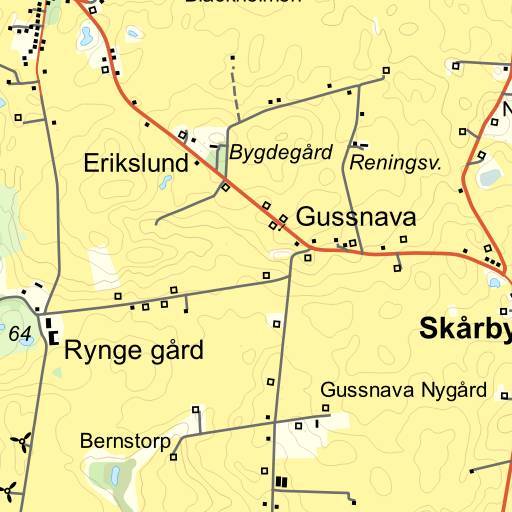 Bygdegård
Erikslund
Reningsv.
Gussnava
64
Skårby
Rynge gård
Gussnava Nygård
Bernstorp